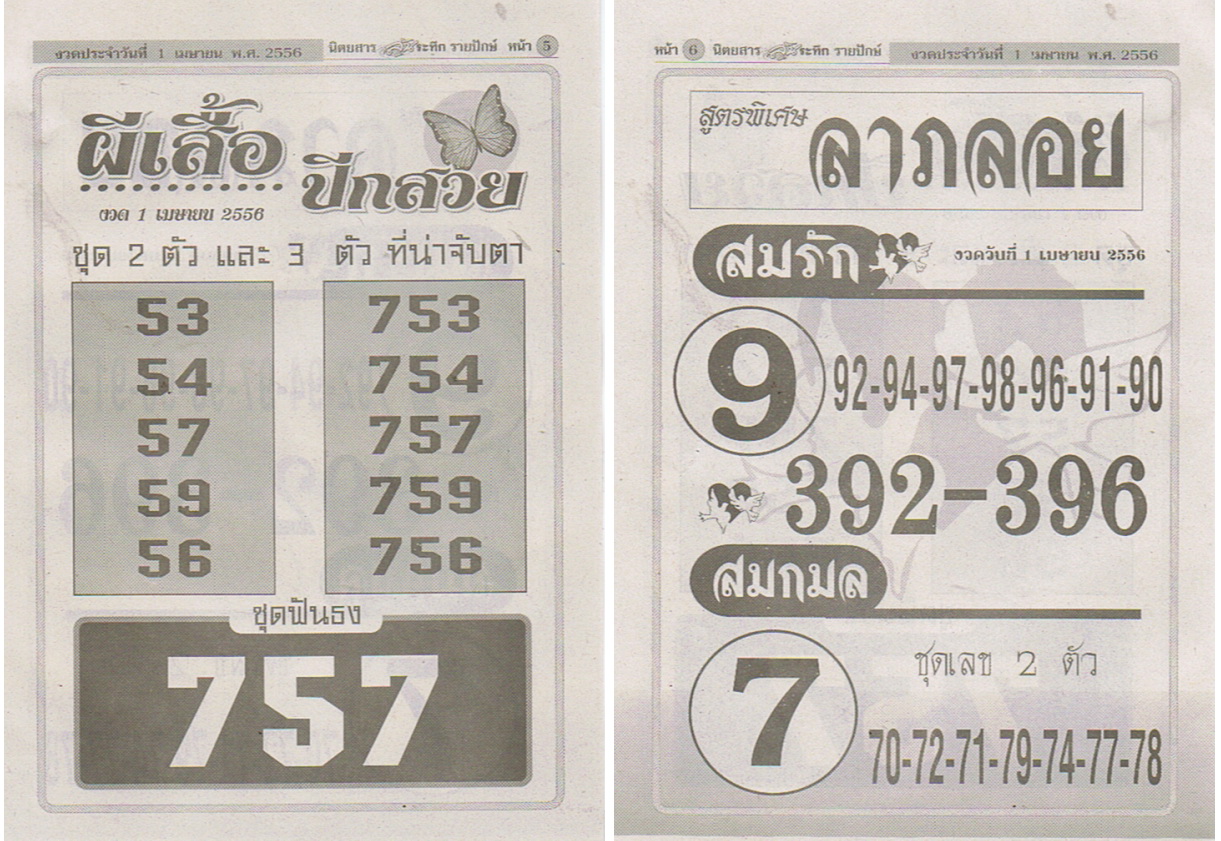 งวดประจำวันที่ 1 เมษายน พ.ศ. 2556 นิตยสาร ระทึก รายปักษ์ หน้า 5
ผีเสื้อ
ปีกสวย
งวด 1 เมษายน 2556
ชุด 2 ตัว และ 3 ตัว ที่น่าจับตา
53 753
54 754
57 757
59 759
56 756
ชุดฟันธง
757
หน้า 6 นิตยสาร ระทึก รายปักษ์ งวดประจำวันที่ 1 เมษายน พ.ศ. 2556
สูตรพิเศษ ลาภลอย
สมรัก งวดวันที่ 1 เมษายน 2556
9 92-94-97-98-96-91-90
392-396
สมกมล
ชุดเลข 2 ตัว
7 70-72-71-79-74-77-78